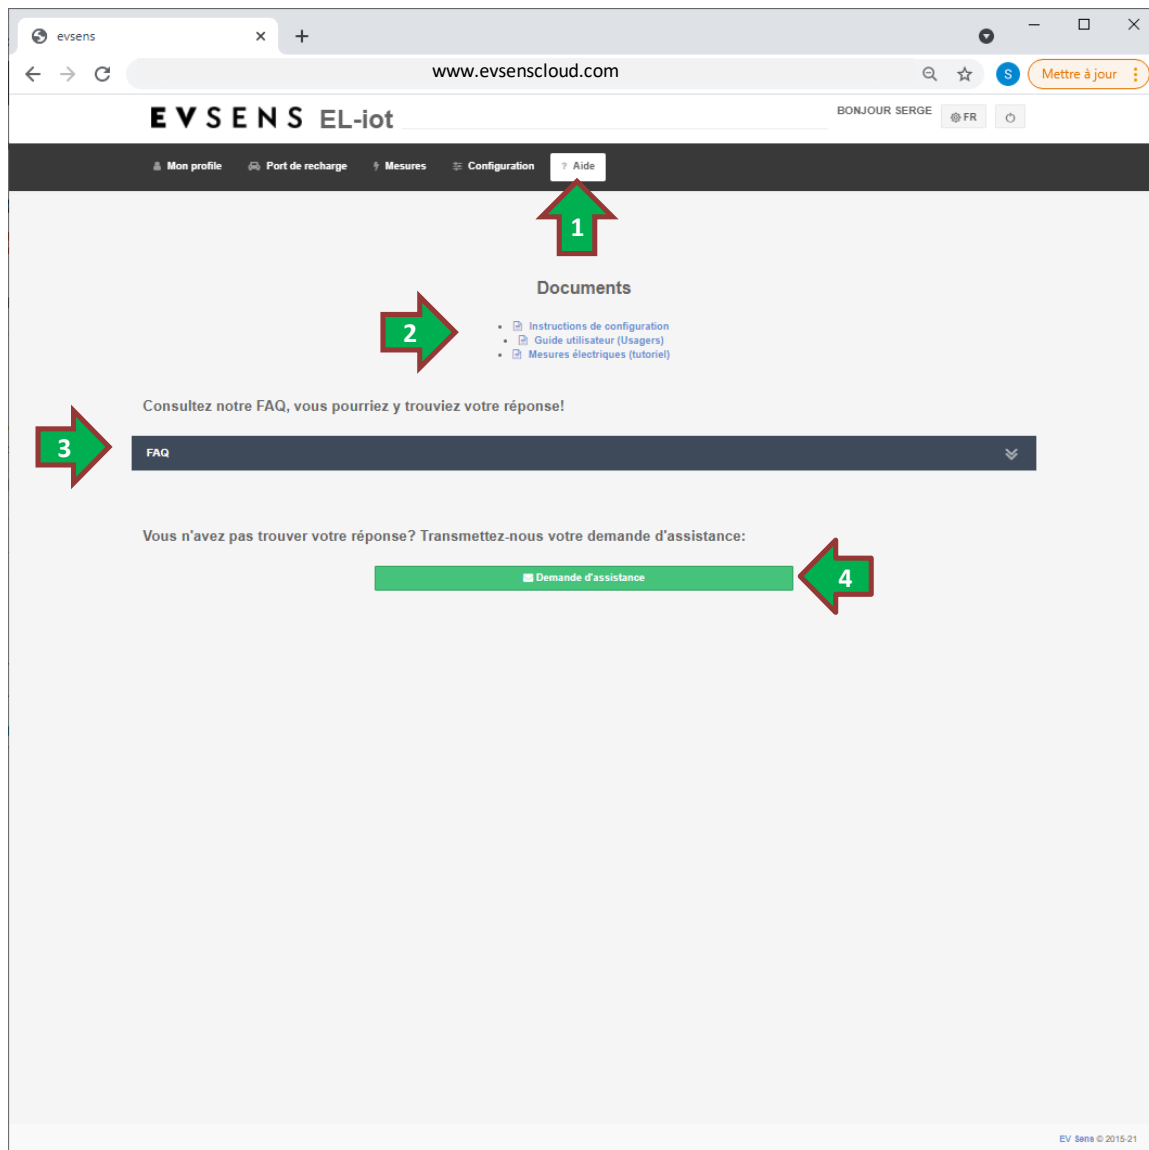 evsens
www.evsenscloud.com
S
Mettre à jour
EVSENS EL-iot
BONJOUR SERGE
FR
Mon profile
Port de recharge
Mesures
Configuration
? Aide
1
Documents
2
Instructions de configuration
Guide utilisateur (Usagers)
Mesures électriques (tutoriel)
Consultez notre FAQ, vous pourriez y trouviez votre réponse!
3
FAQ
Vous n'avez pas trouver votre réponse? Transmettez-nous votre demande d'assistance:
Demande d'assistance
4
EV Sens © 2015-21